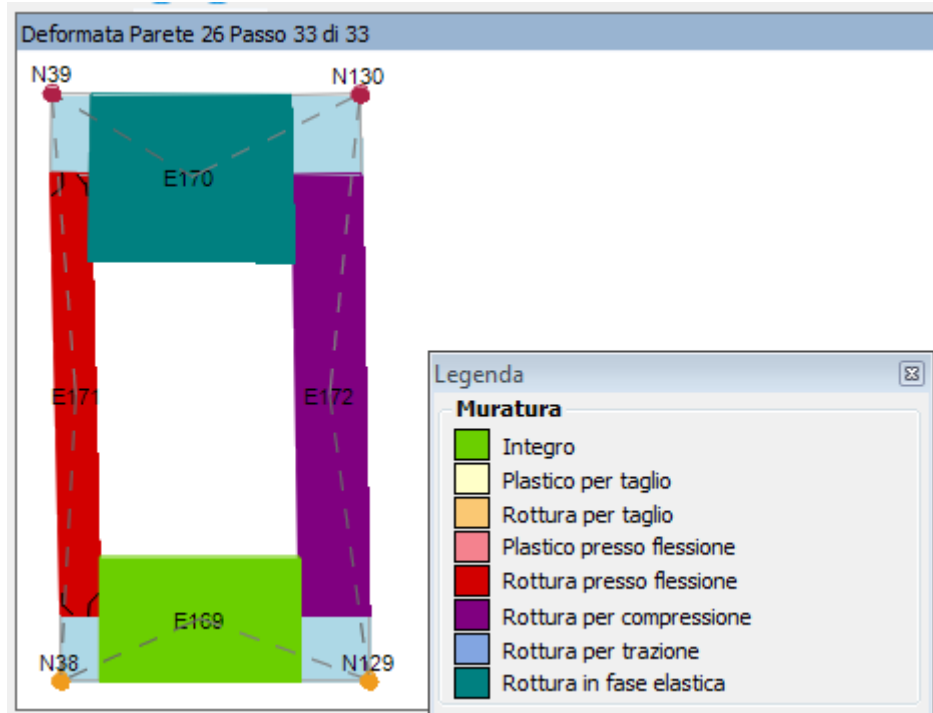 Deformata Parete 26 Passo 33 di 33
N39
N130
E170
E171
E172
E169
N38
N129
Legenda
Muratura
Integro
Plastico per taglio
Rottura per taglio
Plastico presso flessione
Rottura presso flessione
Rottura per compressione
Rottura per trazione
Rottura in fase elastica